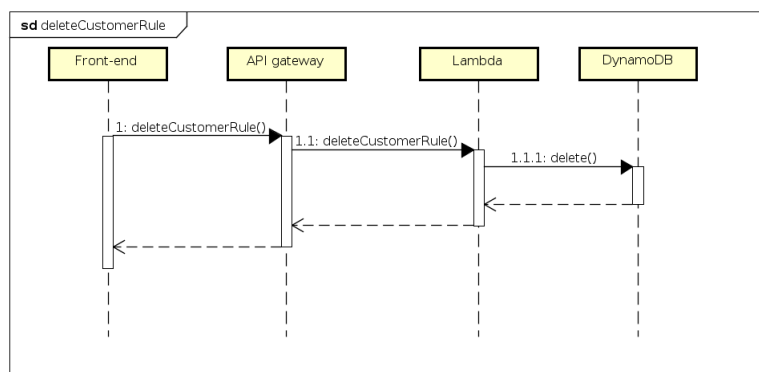 sd deleteCustomerRule
Front-end
API gateway
Lambda
DynamoDB
1: deleteCustomerRule()
1.1: deleteCustomerRule()
1.1.1: delete()